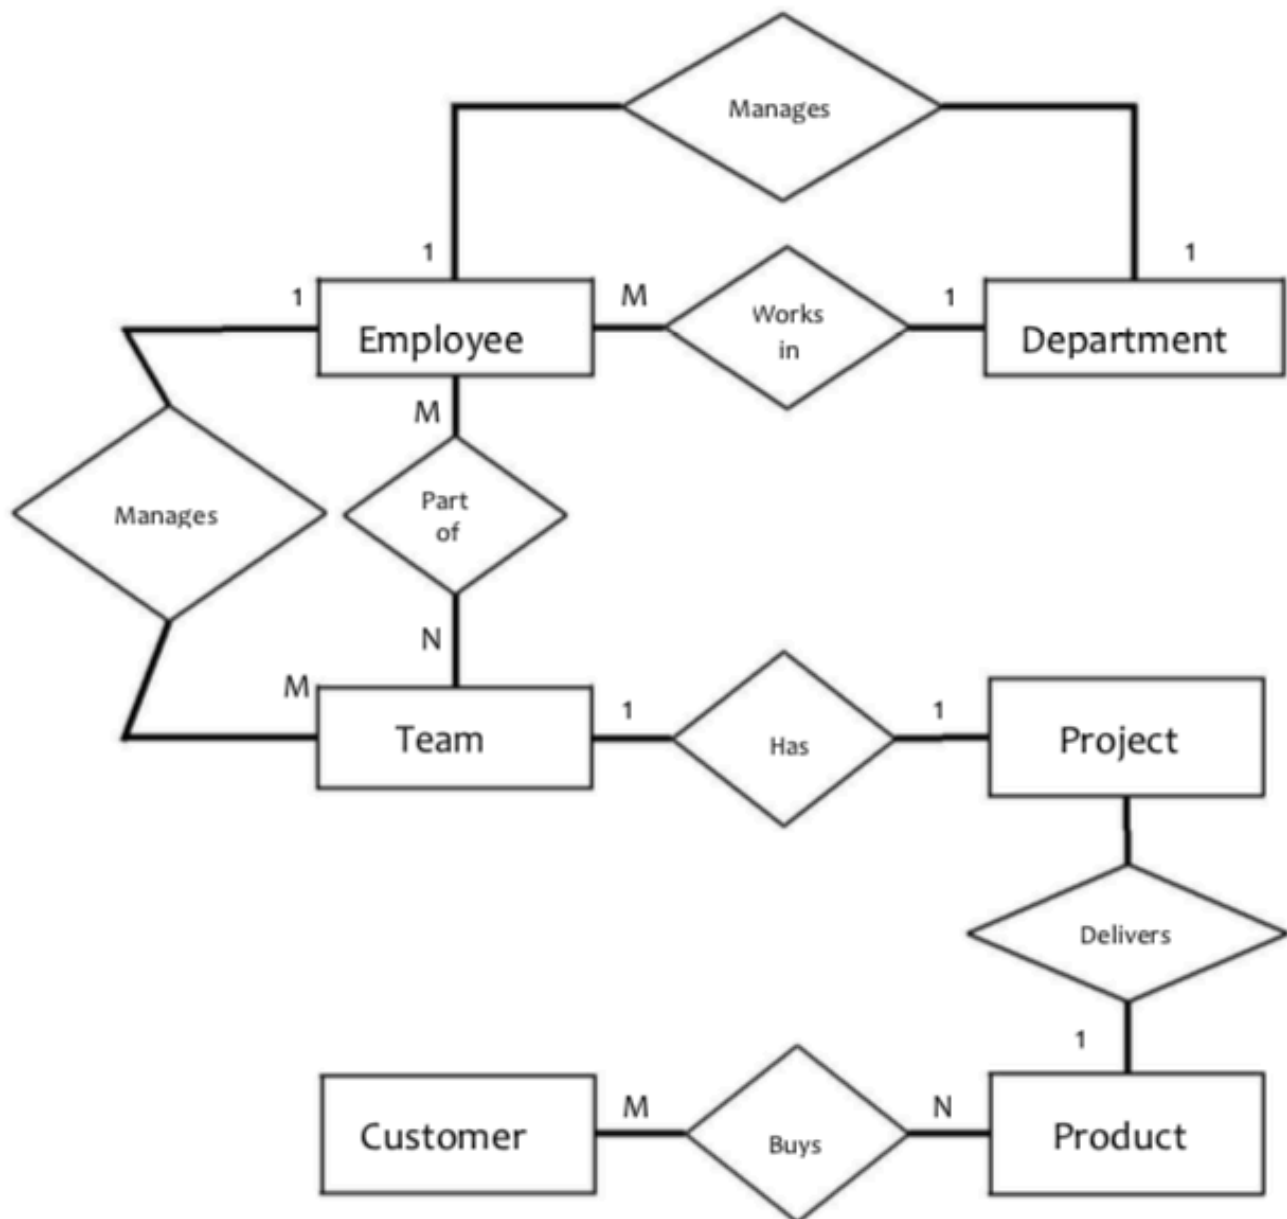 Manages
1
1
1
M
Works
in
1
Employee
Department
M
Manages
Part
of
N
M
1
1
Team
Has
Project
Delivers
1
M
N
Customer
Buys
Product